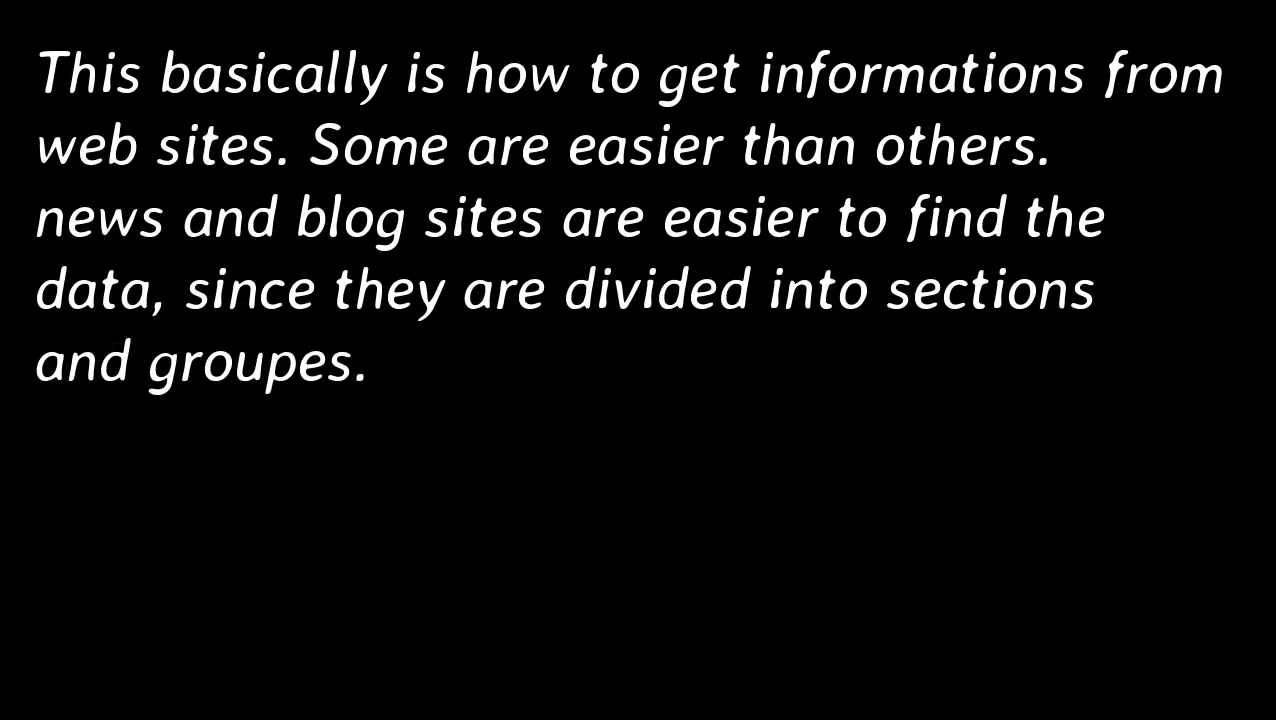 This basically is how to get informations from
web sites. Some are easier than others.
news and blog sites are easier to find the
data, since they are divided into sections
and groupes.